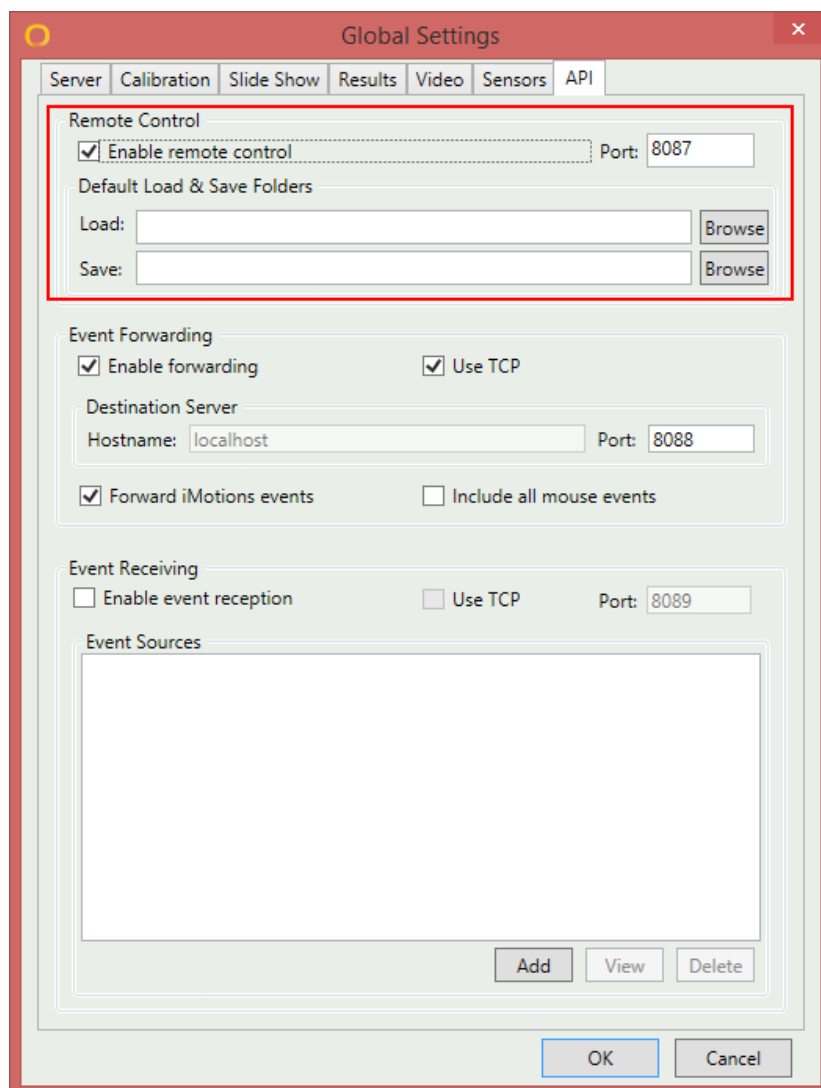 Global Settings
Server Calibration Slide Show Results Video Sensors API
Remote Control
Enable remote control Port: 8087
Default Load & Save Folders
Load: Browse
Save: Browse
Event Forwarding
Enable forwarding Use TCP
Destination Server
Hostname: localhost Port: 8088
Forward iMotions events Include all mouse events
Event Receiving
Enable event reception Use TCP Port: 8089
Event Sources
Add View Delete
OK Cancel